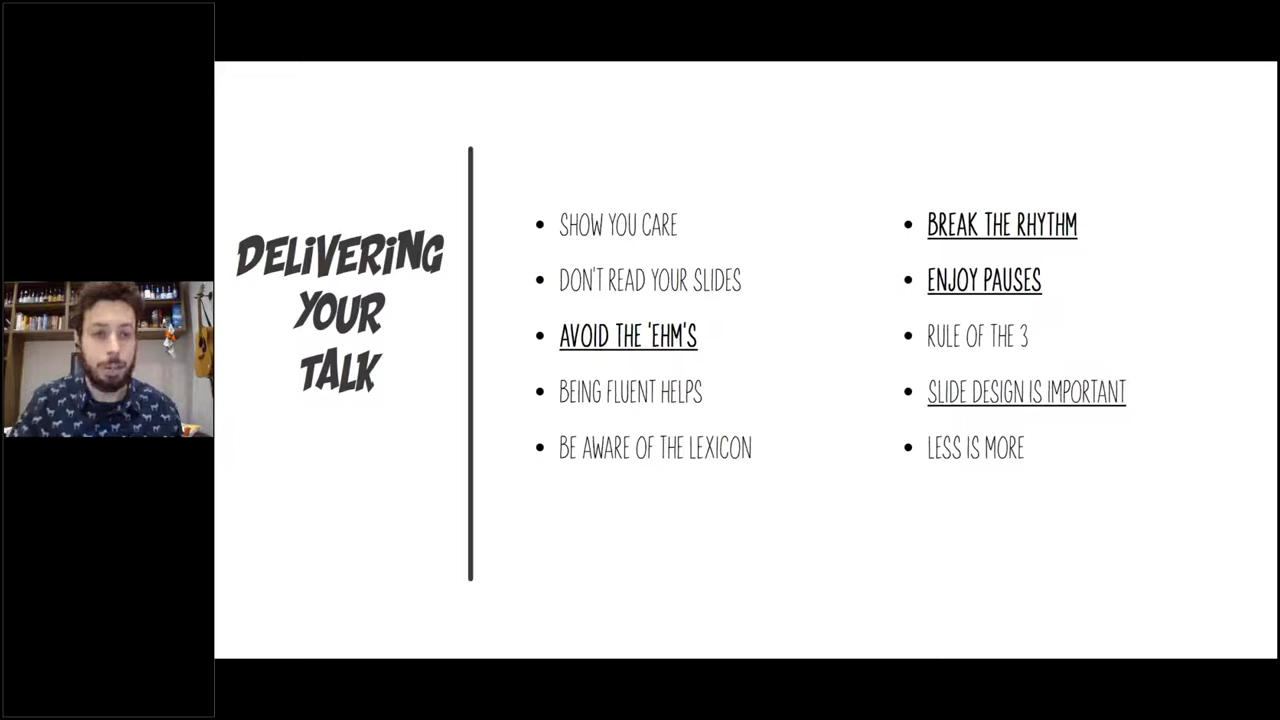 DELIVERING
YOUR
TALK
SHOW YOU CARE
DON'T READ YOUR SLIDES
AVOID THE 'EHM'S
BEING FLUENT HELPS
BE AWARE OF THE LEXICON
BREAK THE RHYTHM
ENJOY PAUSES
RULE OF THE 3
SLIDE DESIGN IS IMPORTANT
LESS IS MORE